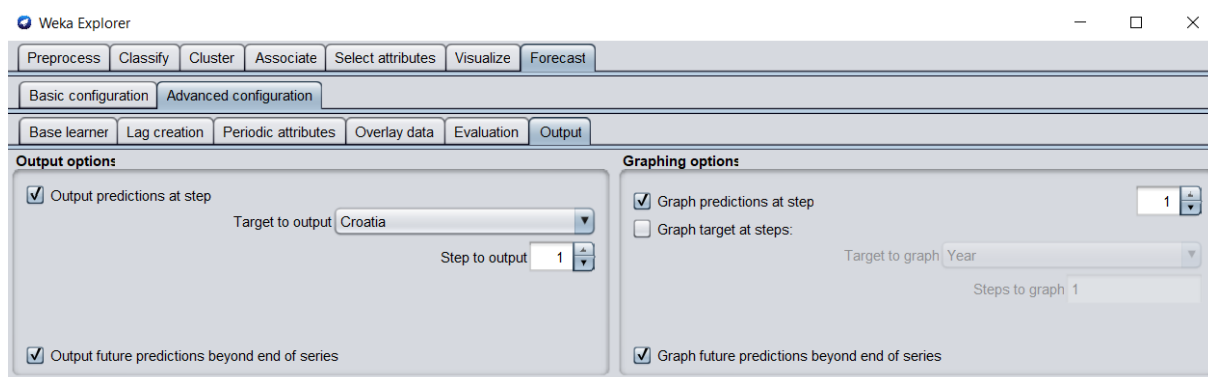 Weka Explorer
Preprocess Classify Cluster Associate Select attributes Visualize Forecast
Basic configuration Advanced configuration
Base learner Lag creation Periodic attributes Overlay data Evaluation Output
Output options
Output predictions at step
Target to output Croatia
Step to output 1
Output future predictions beyond end of series
Graphing options
Graph predictions at step 1
Graph target at steps:
Target to graph Year
Steps to graph 1
Graph future predictions beyond end of series